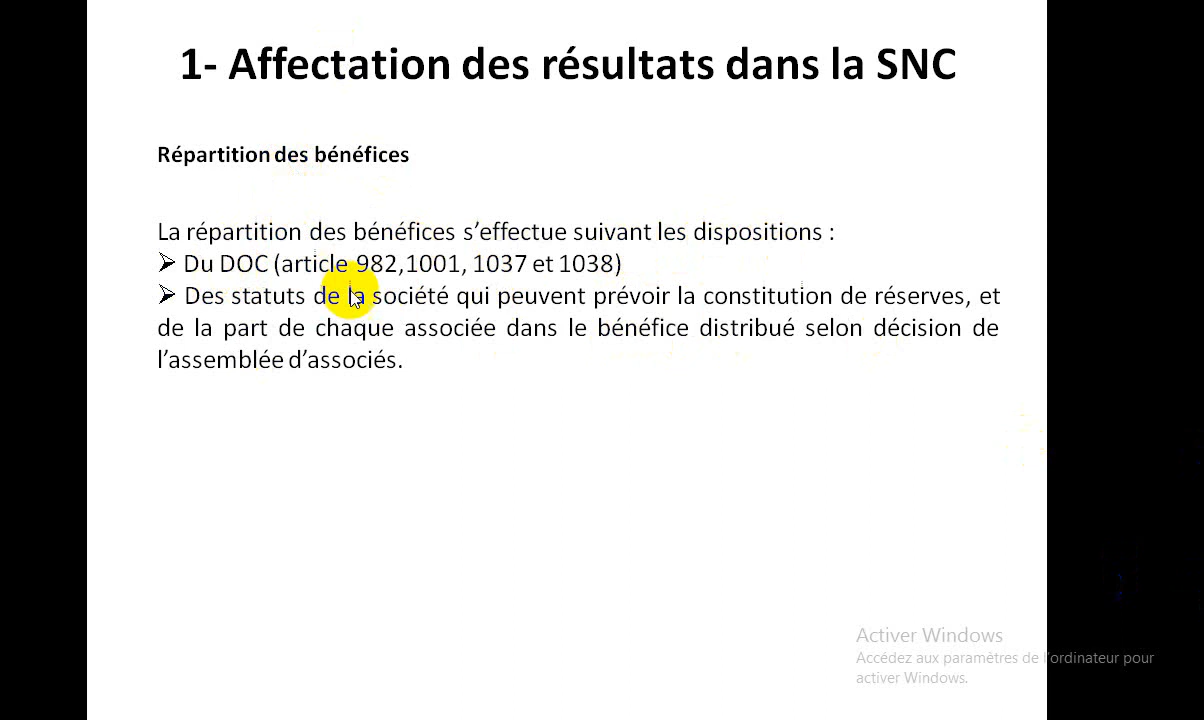 1- Affectation des résultats dans la SNC
Répartition des bénéfices
La répartition des bénéfices s’effectue suivant les dispositions :
➢ Du DOC (article 982,1001, 1037 et 1038)
➢ Des statuts de la société qui peuvent prévoir la constitution de réserves, et
de la part de chaque associée dans le bénéfice distribué selon décision de
l’assemblée d’associés.
Activer Windows
Accédez aux paramètres de l'ordinateur pour
activer Windows.